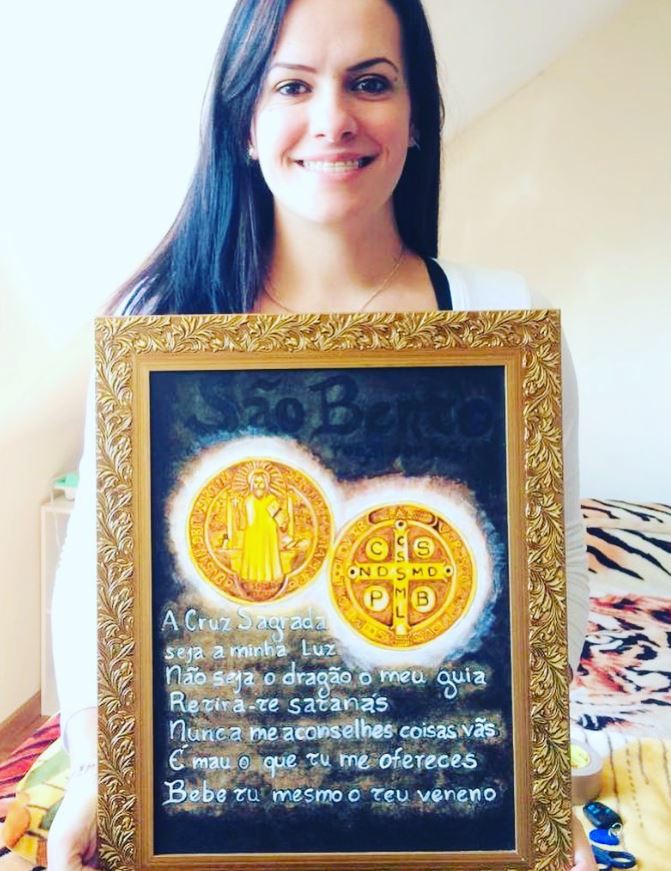 São Bento
C S
C S S M L
N D S M D
P B
A Cruz Sagrada
seja a minha Luz
Não seja o dragão o meu guia
Retira-te satanás
Nunca me aconselhes coisas vãs
É mau o que tu me ofereces
Bebe tu mesmo o teu veneno